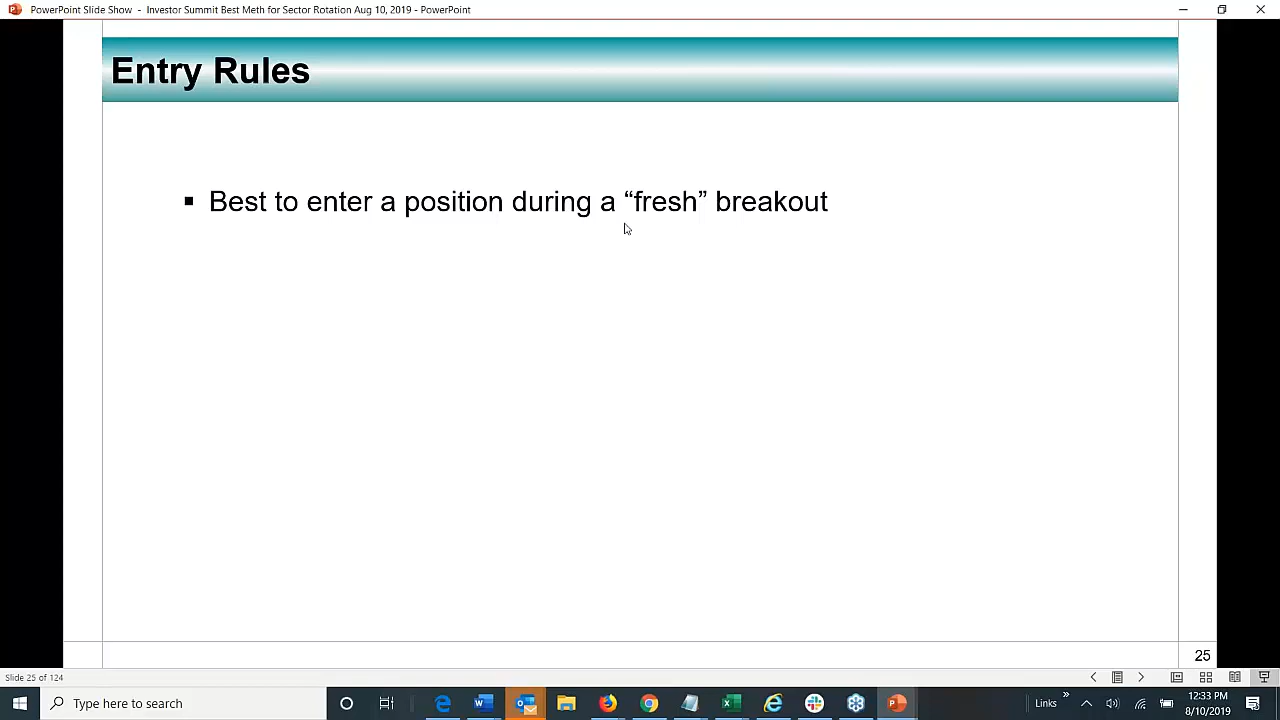 PowerPoint Slide Show - Investor Summit Best Meth for Sector Rotation Aug 10, 2019 - PowerPoint
Entry Rules
▪ Best to enter a position during a “fresh” breakout
25
Slide 25 of 124
Type here to search
Links
»
12:33 PM
8/10/2019